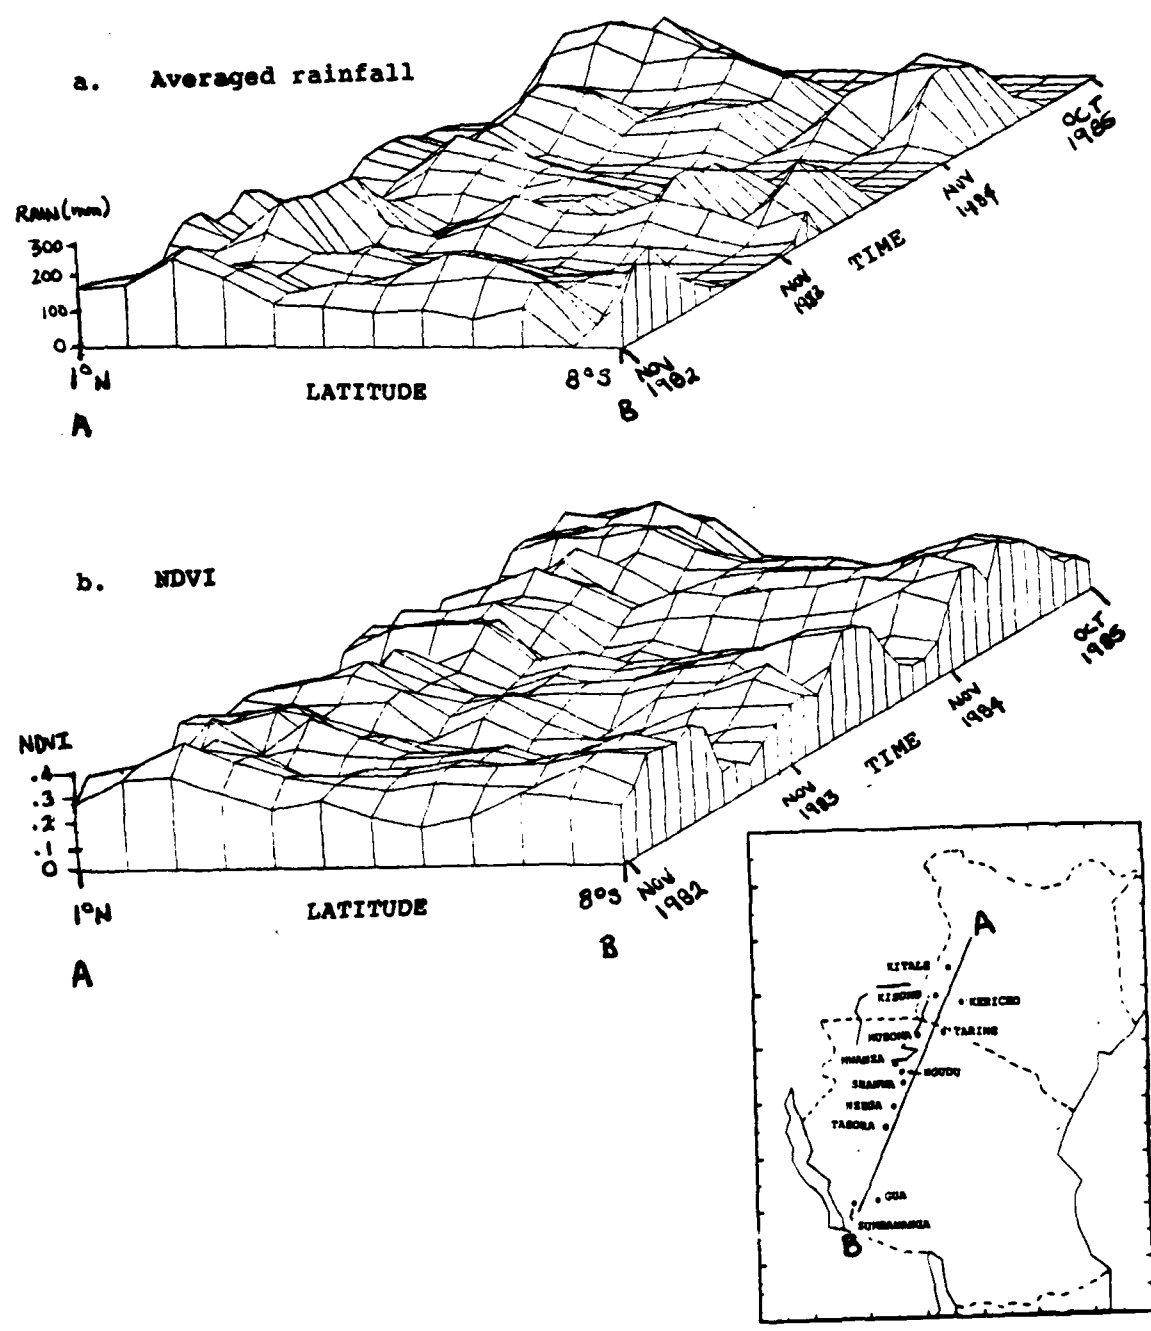 a. Averaged rainfall
RAIN(mm)
300
200
100
0
1°N
LATITUDE
8°S
A
B
NOV
1982
NOV
1983
TIME
NOV
1984
OCT
1985
b. NDVI
NDVI
.4
.3
.2
.1
0
1°N
LATITUDE
8°S
A
B
NOV
1982
NOV
1983
TIME
NOV
1984
OCT
1985
A
KITALE
KISUMU
KERICHO
MUSOMA
MWANZA
NGUDU
NZEGA
TABORA
GUA
SUMBAWANGA
B